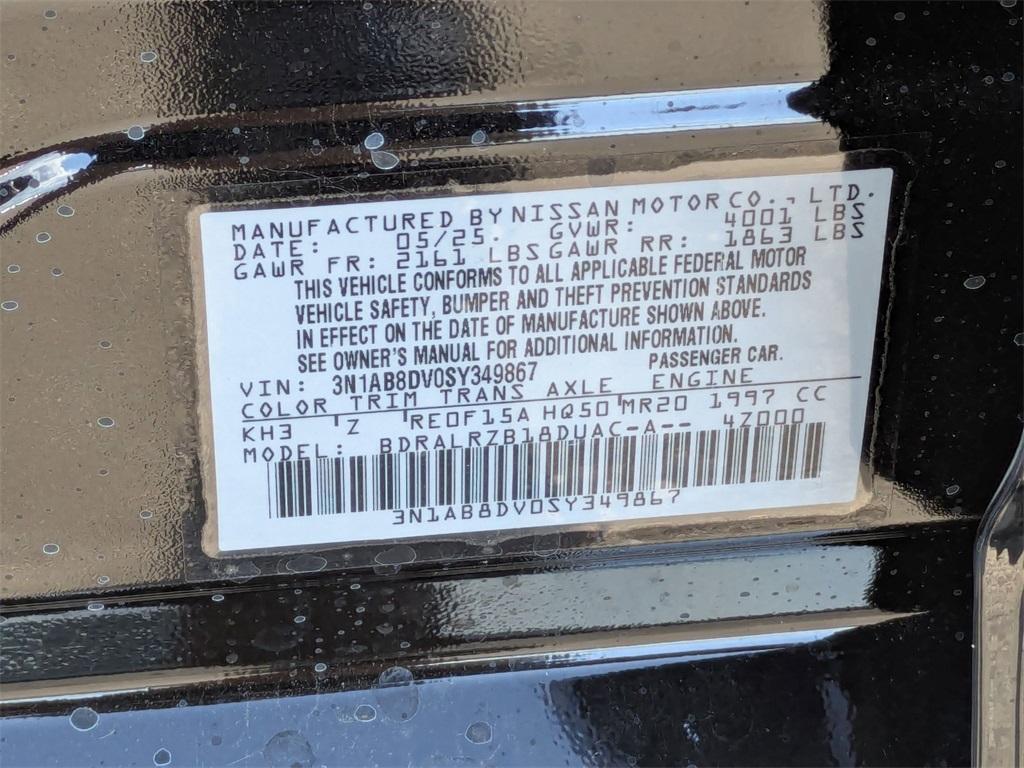 MANUFACTURED BY NISSAN MOTOR CO., LTD.
DATE: 05/25. GVWR: 4001 LBS
GAWR FR: 2161 LBS GAWR RR: 1863 LBS
THIS VEHICLE CONFORMS TO ALL APPLICABLE FEDERAL MOTOR
VEHICLE SAFETY, BUMPER AND THEFT PREVENTION STANDARDS
IN EFFECT ON THE DATE OF MANUFACTURE SHOWN ABOVE.
SEE OWNER'S MANUAL FOR ADDITIONAL INFORMATION.
VIN: 3N1AB8DV0SY349867 PASSENGER CAR.
COLOR TRIM TRANS AXLE ENGINE
KH3 'Z 'RE0F15A HQ50'MR20 1997 CC
MODEL: BDRALRZB18DUAC-A-- 4Z000
3N1AB8DV0SY349867